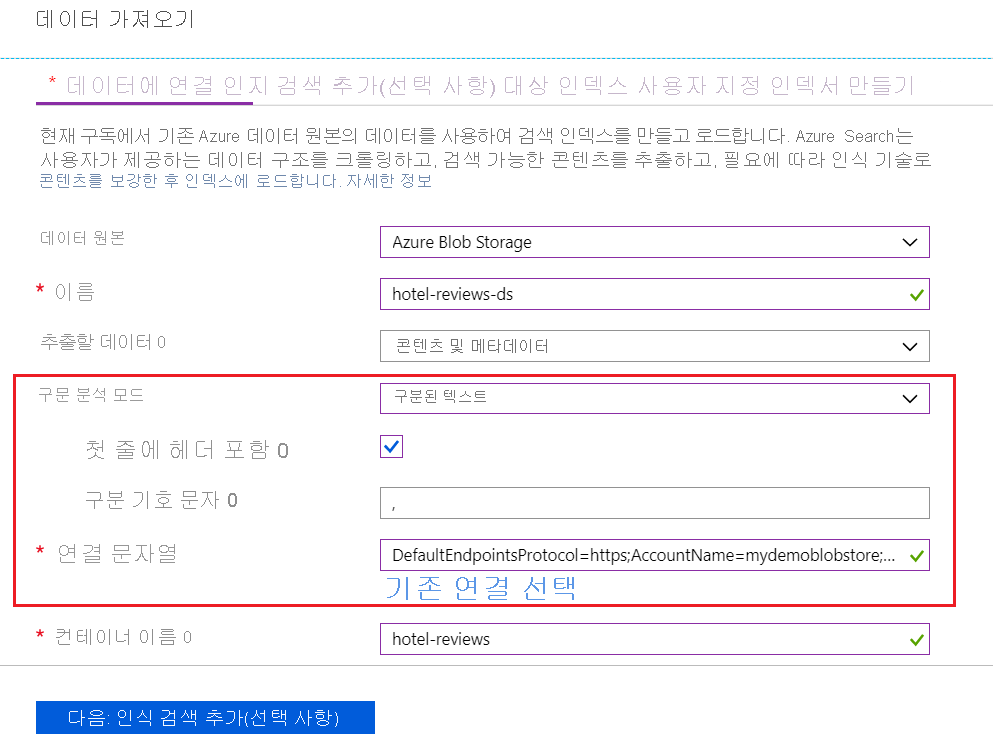 데이터 가져오기
* 데이터에 연결 인지 검색 추가(선택 사항) 대상 인덱스 사용자 지정 인덱서 만들기
현재 구독에서 기존 Azure 데이터 원본의 데이터를 사용하여 검색 인덱스를 만들고 로드합니다. Azure Search는
사용자가 제공하는 데이터 구조를 크롤링하고, 검색 가능한 콘텐츠를 추출하고, 필요에 따라 인식 기술로
콘텐츠를 보강한 후 인덱스에 로드합니다. 자세한 정보
데이터 원본 Azure Blob Storage
* 이름 hotel-reviews-ds
추출할 데이터 0 콘텐츠 및 메타데이터
구문 분석 모드 구분된 텍스트
첫 줄에 헤더 포함 0
구분 기호 문자 0 ,
* 연결 문자열 DefaultEndpointsProtocol=https;AccountName=mydemoblobstore;...
기존 연결 선택
* 컨테이너 이름 0 hotel-reviews
다음: 인식 검색 추가(선택 사항)